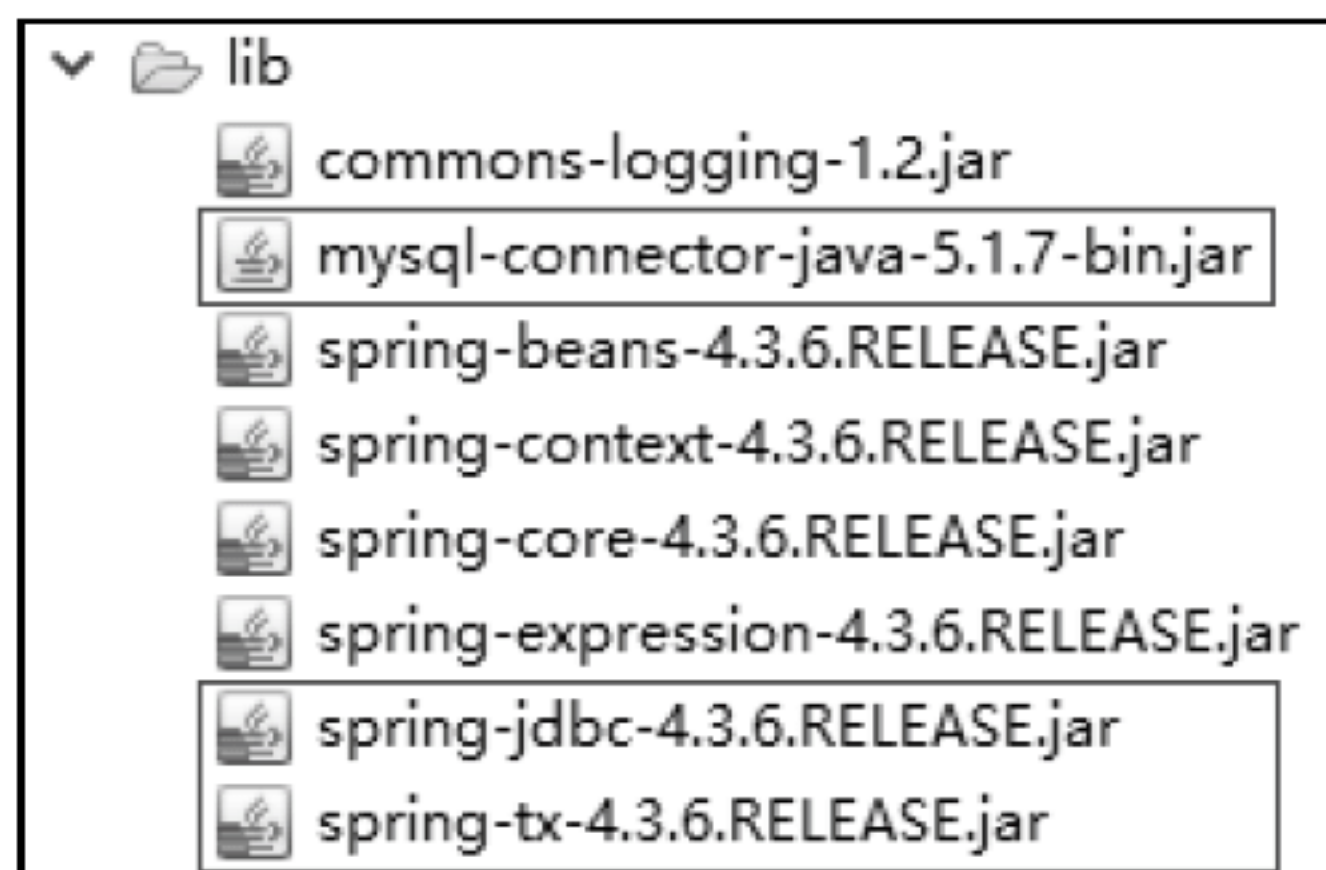 lib
commons-logging-1.2.jar
mysql-connector-java-5.1.7-bin.jar
spring-beans-4.3.6.RELEASE.jar
spring-context-4.3.6.RELEASE.jar
spring-core-4.3.6.RELEASE.jar
spring-expression-4.3.6.RELEASE.jar
spring-jdbc-4.3.6.RELEASE.jar
spring-tx-4.3.6.RELEASE.jar